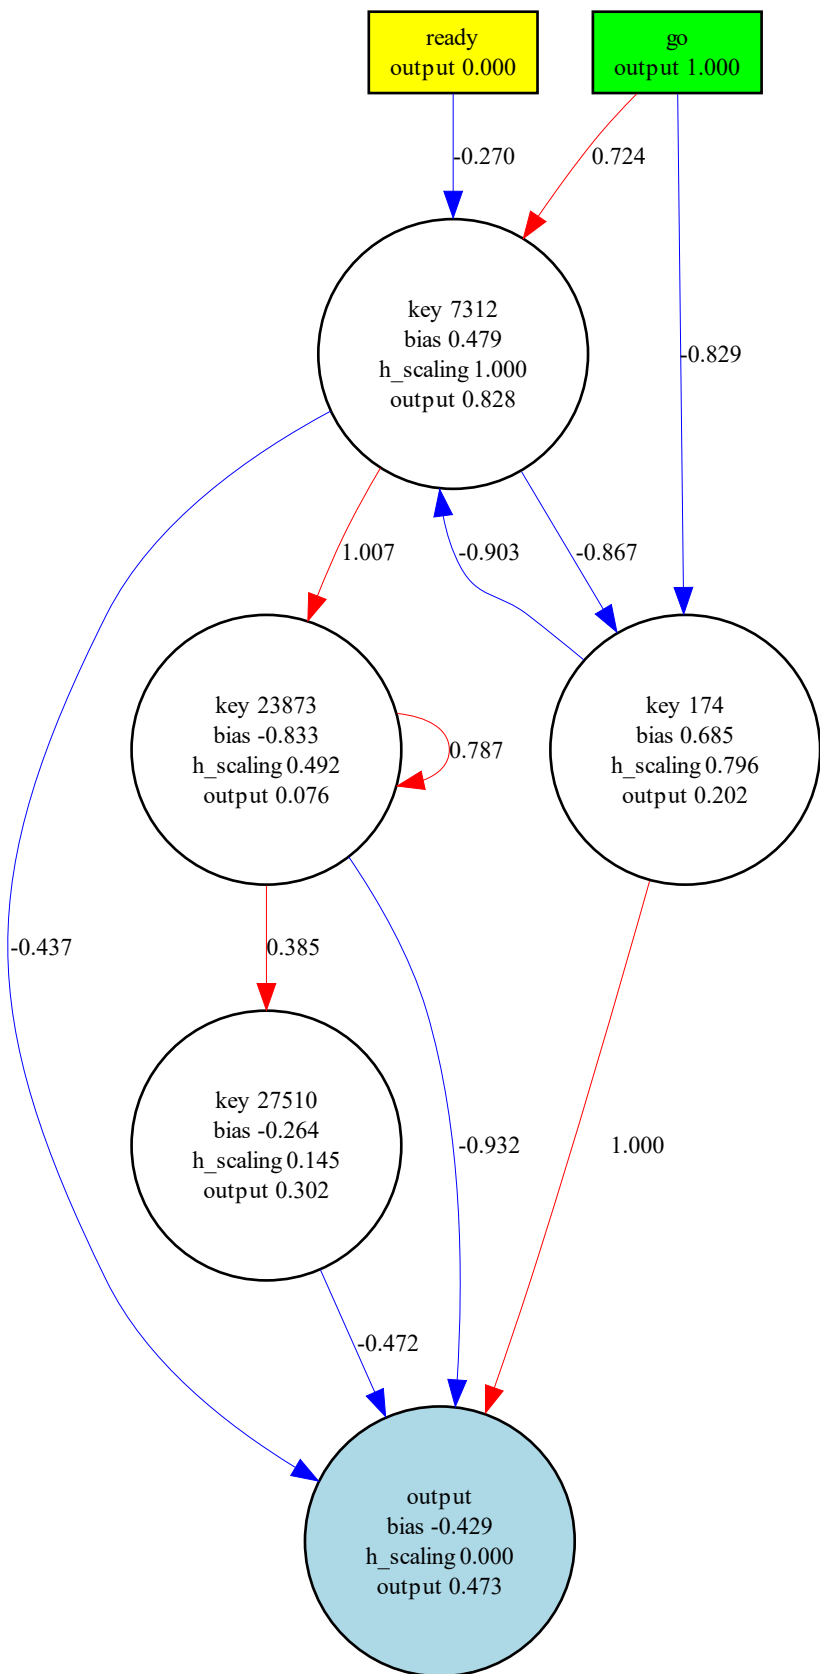 ready
output 0.000
go
output 1.000
-0.270
0.724
key 7312
bias 0.479
h_scaling 1.000
output 0.828
-0.829
1.007
-0.903
-0.867
key 23873
bias -0.833
h_scaling 0.492
output 0.076
0.787
key 174
bias 0.685
h_scaling 0.796
output 0.202
-0.437
0.385
key 27510
bias -0.264
h_scaling 0.145
output 0.302
-0.932
1.000
-0.472
output
bias -0.429
h_scaling 0.000
output 0.473